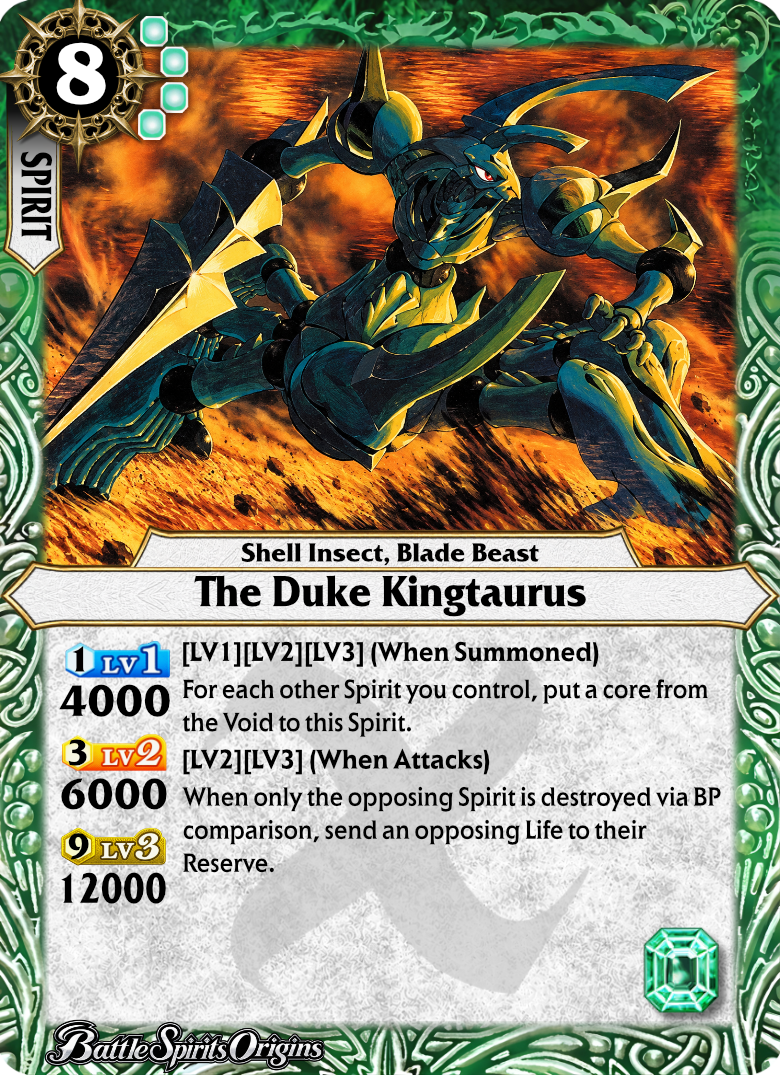 8
SPIRIT
Shell Insect, Blade Beast
The Duke Kingtaurus
1 LV1
4000
[LV1][LV2][LV3] (When Summoned)
For each other Spirit you control, put a core from
the Void to this Spirit.
3 LV2
6000
[LV2][LV3] (When Attacks)
When only the opposing Spirit is destroyed via BP
comparison, send an opposing Life to their
Reserve.
9 LV3
12000
Battle Spirits Origins